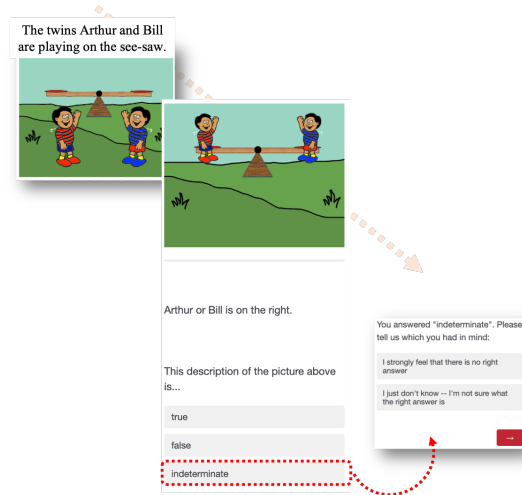 The twins Arthur and Bill
are playing on the see-saw.
Arthur or Bill is on the right.
This description of the picture above
is...
true
false
indeterminate
You answered "indeterminate". Please
tell us which you had in mind:
I strongly feel that there is no right
answer
I just don't know -- I'm not sure what
the right answer is
→